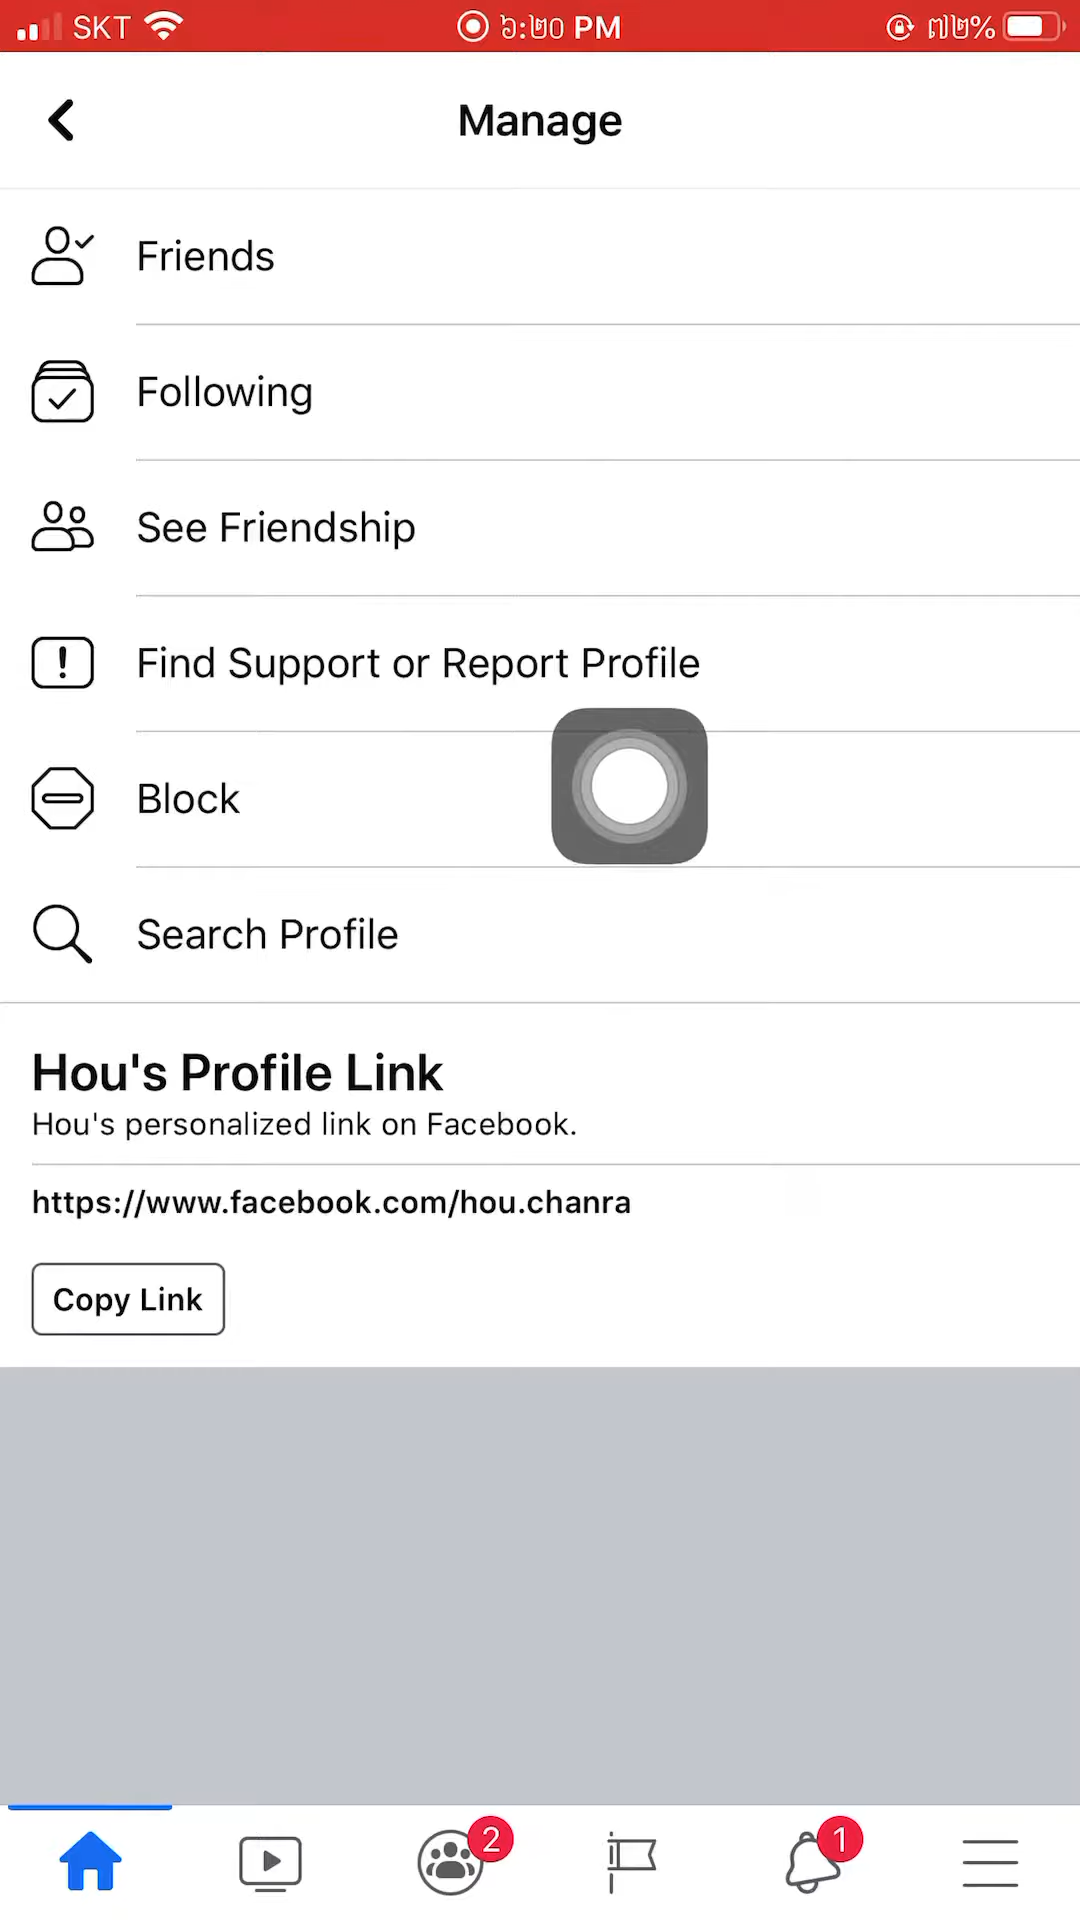 SKT ៦:២០ PM ៧២%
Manage
Friends
Following
See Friendship
Find Support or Report Profile
Block
Search Profile
Hou's Profile Link
Hou's personalized link on Facebook.
https://www.facebook.com/hou.chanra
Copy Link
2
1